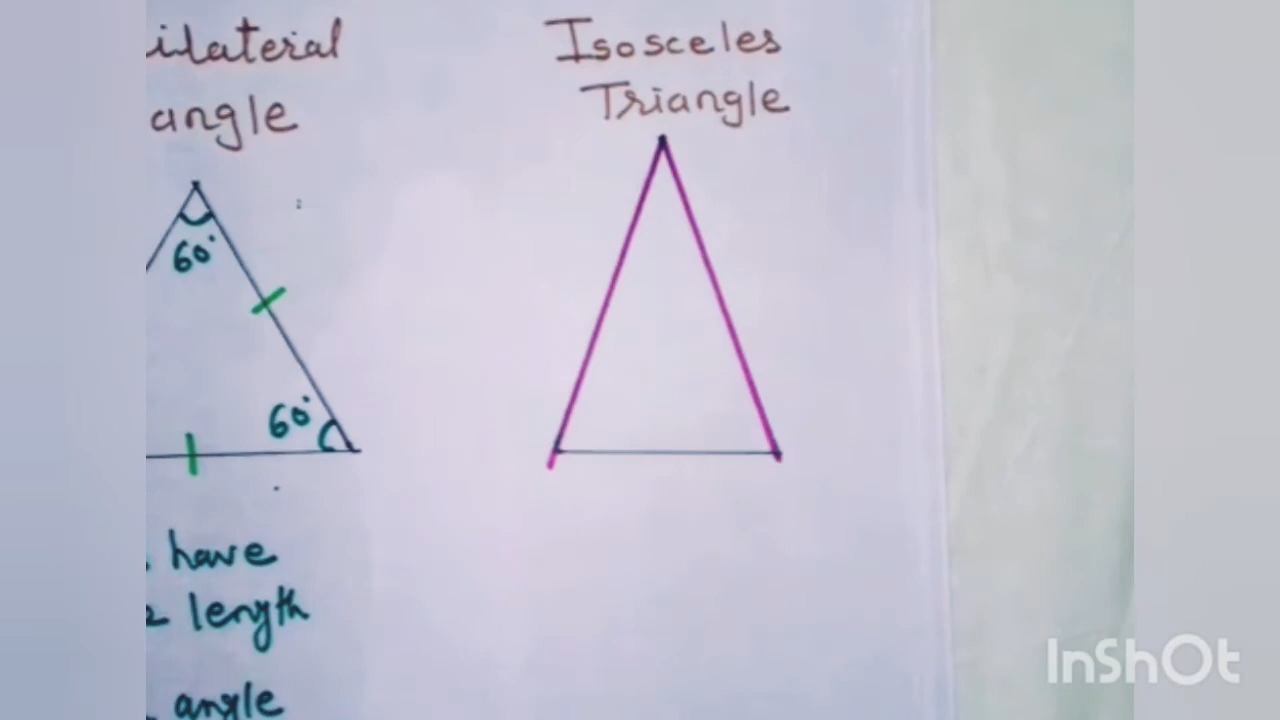 ilateral
angle
Isosceles
Triangle
60°
60°
have
length
angle
InShOt